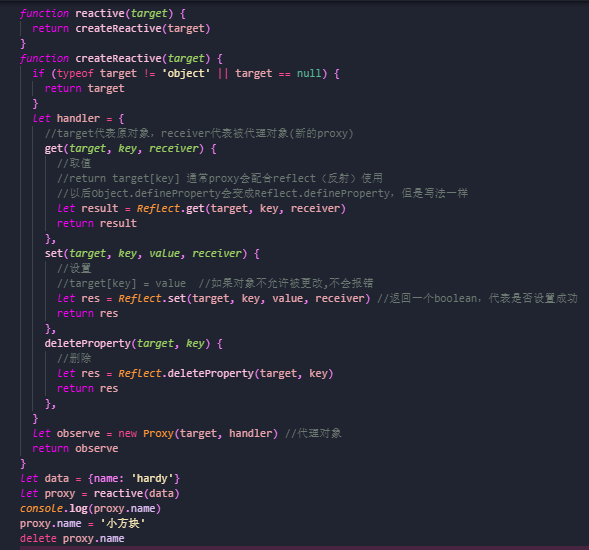 function reactive(target) {
  return createReactive(target)
}
function createReactive(target) {
  if (typeof target != 'object' || target == null) {
    return target
  }
  let handler = {
    //target代表原对象，receiver代表被代理对象(新的proxy)
    get(target, key, receiver) {
      //取值
      //return target[key] 通常proxy会配合reflect（反射）使用
      //以后Object.defineProperty会变成Reflect.defineProperty，但是写法一样
      let result = Reflect.get(target, key, receiver)
      return result
    },
    set(target, key, value, receiver) {
      //设置
      //target[key] = value  //如果对象不允许被更改,不会报错
      let res = Reflect.set(target, key, value, receiver) //返回一个boolean，代表是否设置成功
      return res
    },
    deleteProperty(target, key) {
      //删除
      let res = Reflect.deleteProperty(target, key)
      return res
    },
  }
  let observe = new Proxy(target, handler) //代理对象
  return observe
}
let data = {name: 'hardy'}
let proxy = reactive(data)
console.log(proxy.name)
proxy.name = '小方块'
delete proxy.name